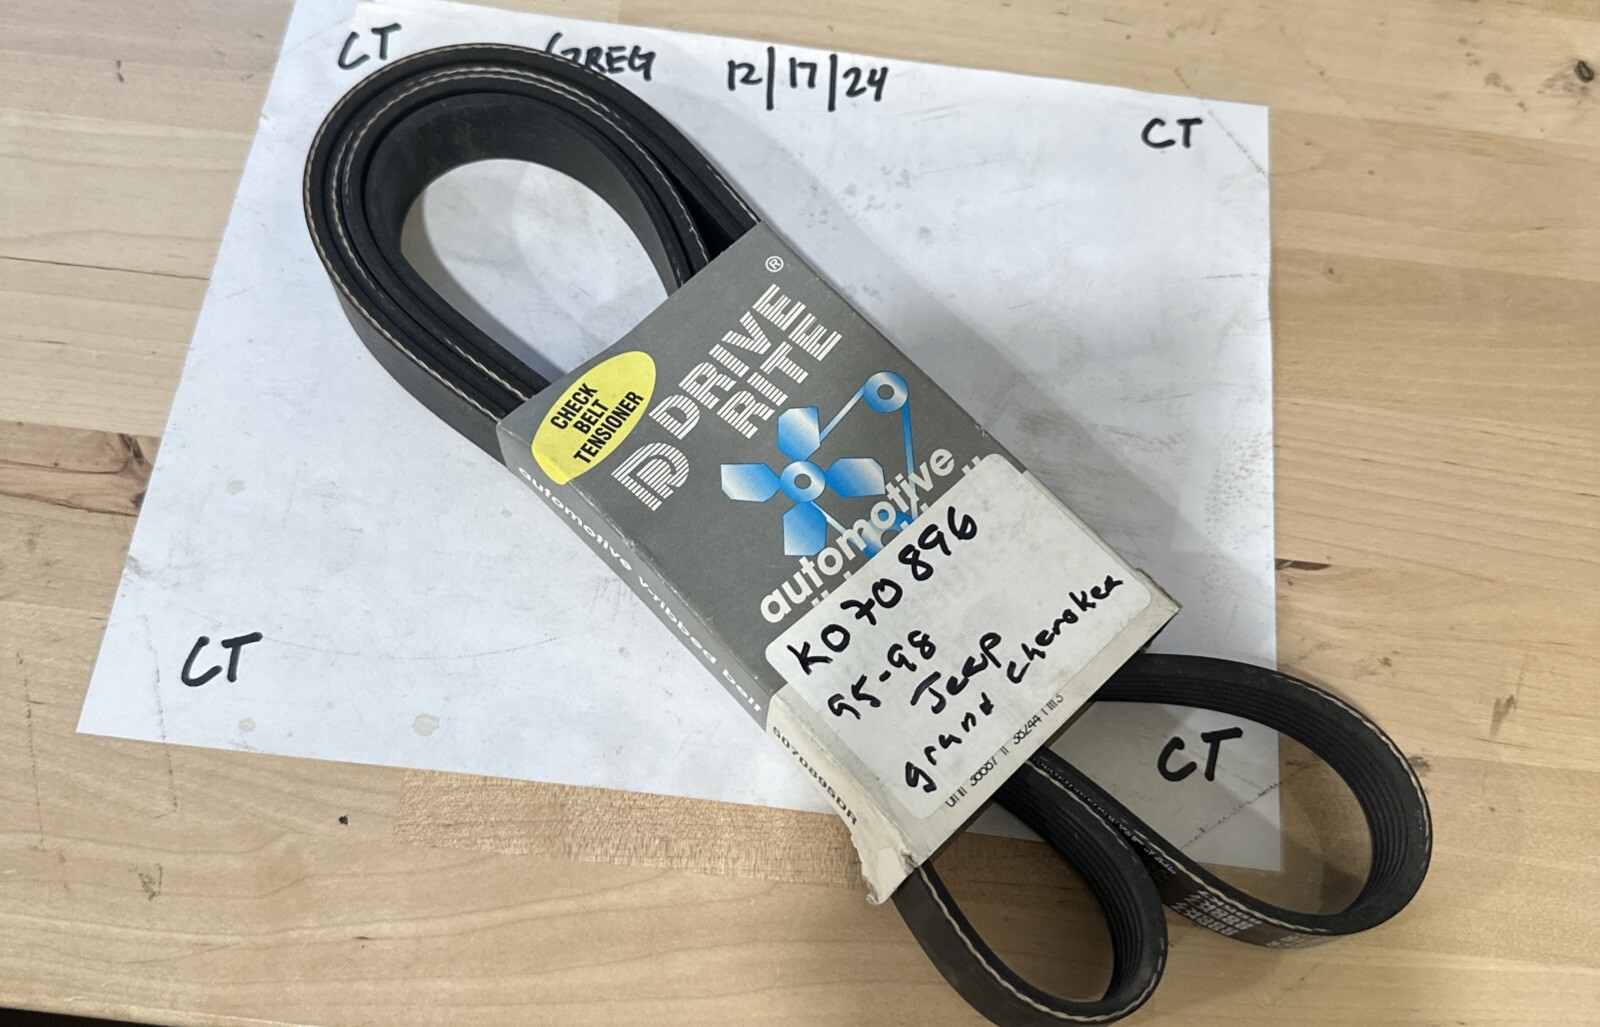 CT
GREG 12/17/24
CT
®
DRIVE
RITE
CHECK
BELT
TENSIONER
automotive
automotive v-ribbed belt
K070896
95-98
Jeep
grand cherokee
5070895DR
CT
CT